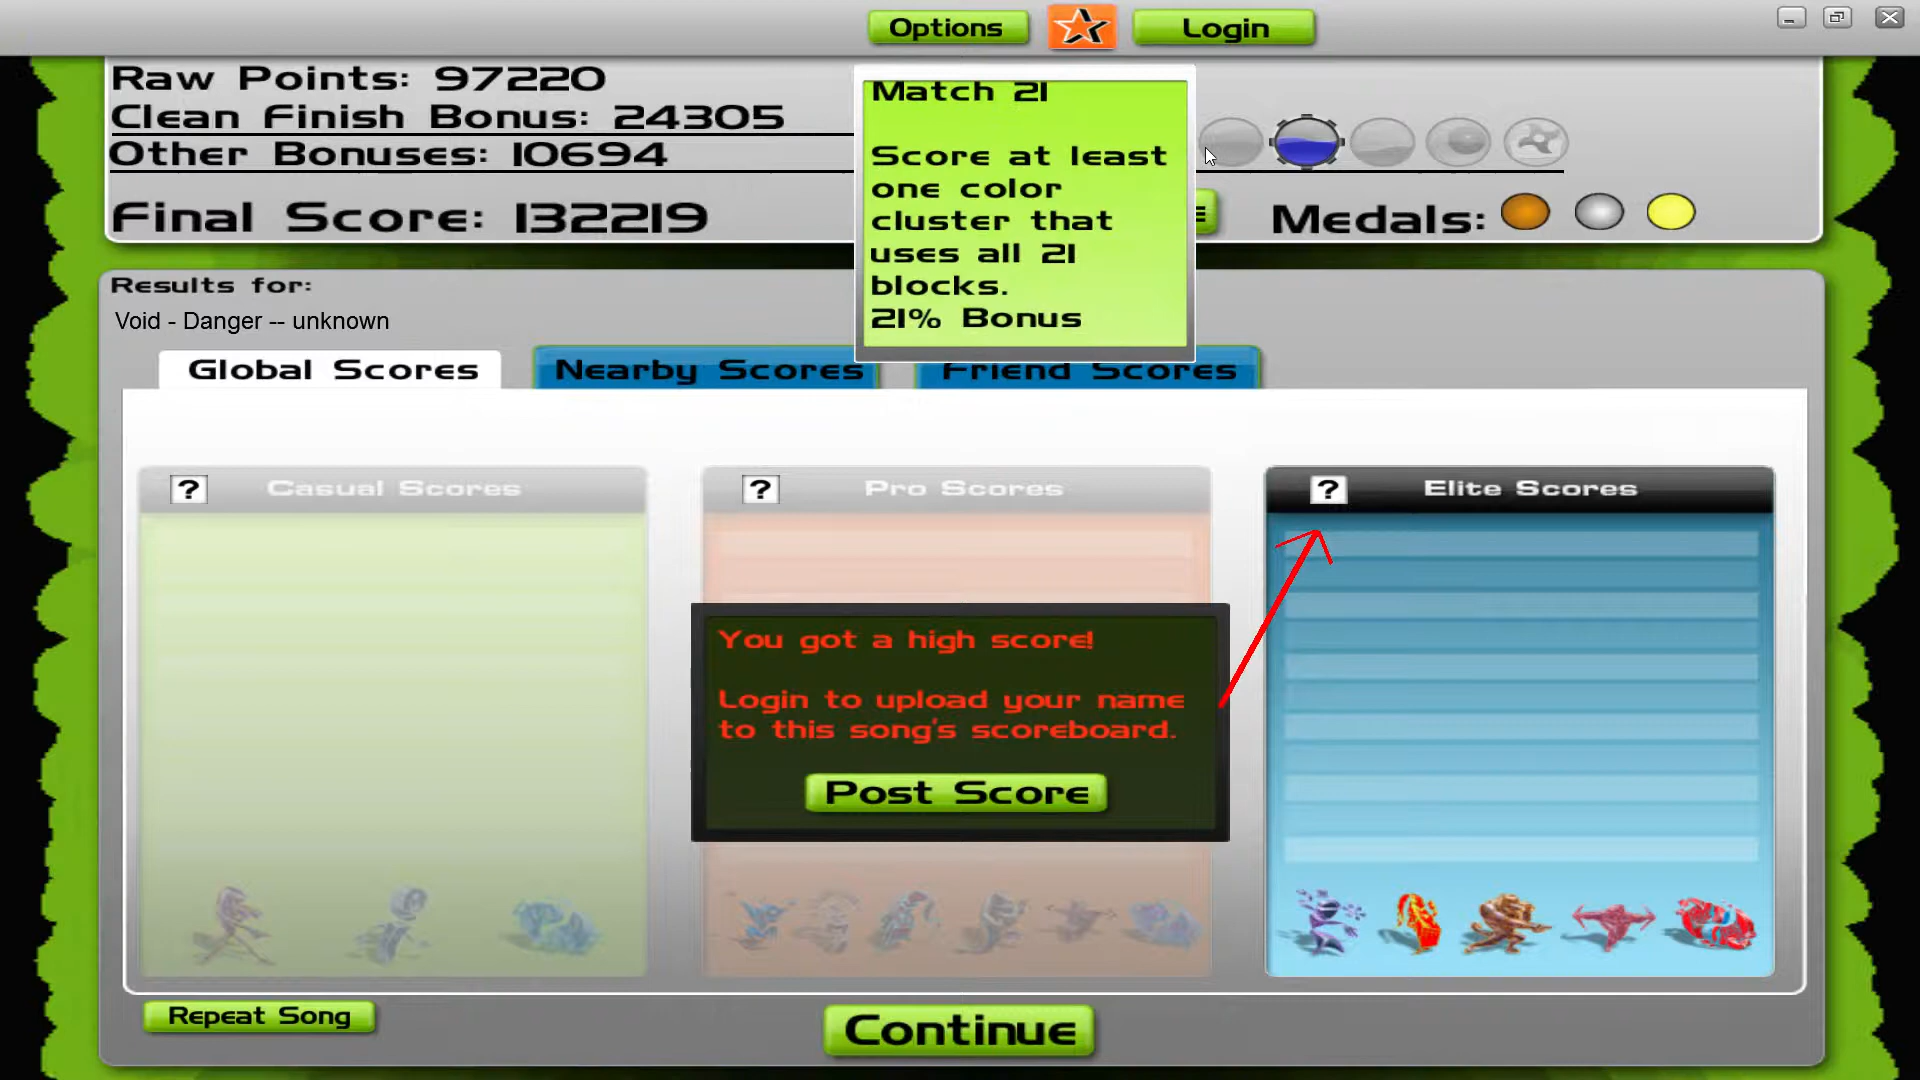 Options
Login
Raw Points: 97220
Clean Finish Bonus: 24305
Other Bonuses: 10694
Final Score: 132219
Match 21
Score at least
one color
cluster that
uses all 21
blocks.
21% Bonus
Medals:
Results for:
Void - Danger -- unknown
Global Scores
Nearby Scores
Friend Scores
? Casual Scores
? Pro Scores
? Elite Scores
You got a high score!
Login to upload your name
to this song's scoreboard.
Post Score
Repeat Song
Continue